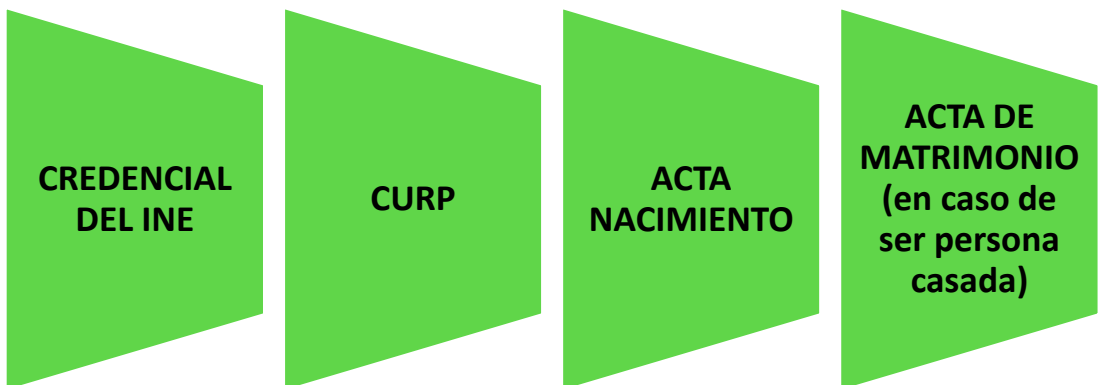 CREDENCIAL
DEL INE
CURP
ACTA
NACIMIENTO
ACTA DE
MATRIMONIO
(en caso de
ser persona
casada)